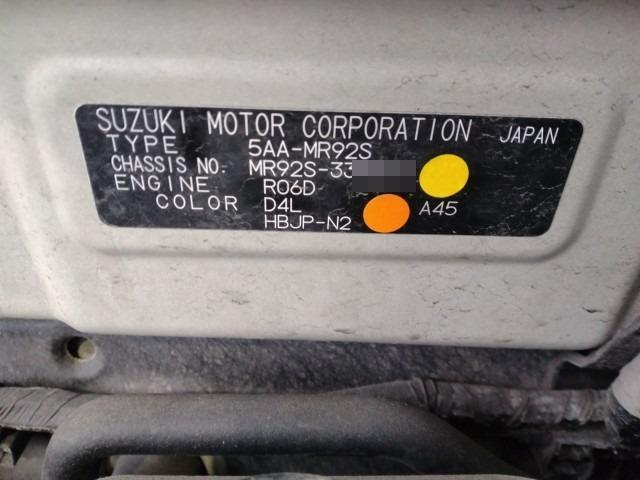 SUZUKI MOTOR CORPORATION JAPAN
TYPE 5AA-MR92S
CHASSIS NO. MR92S-33
ENGINE R06D
COLOR D4L A45
HBJP-N2